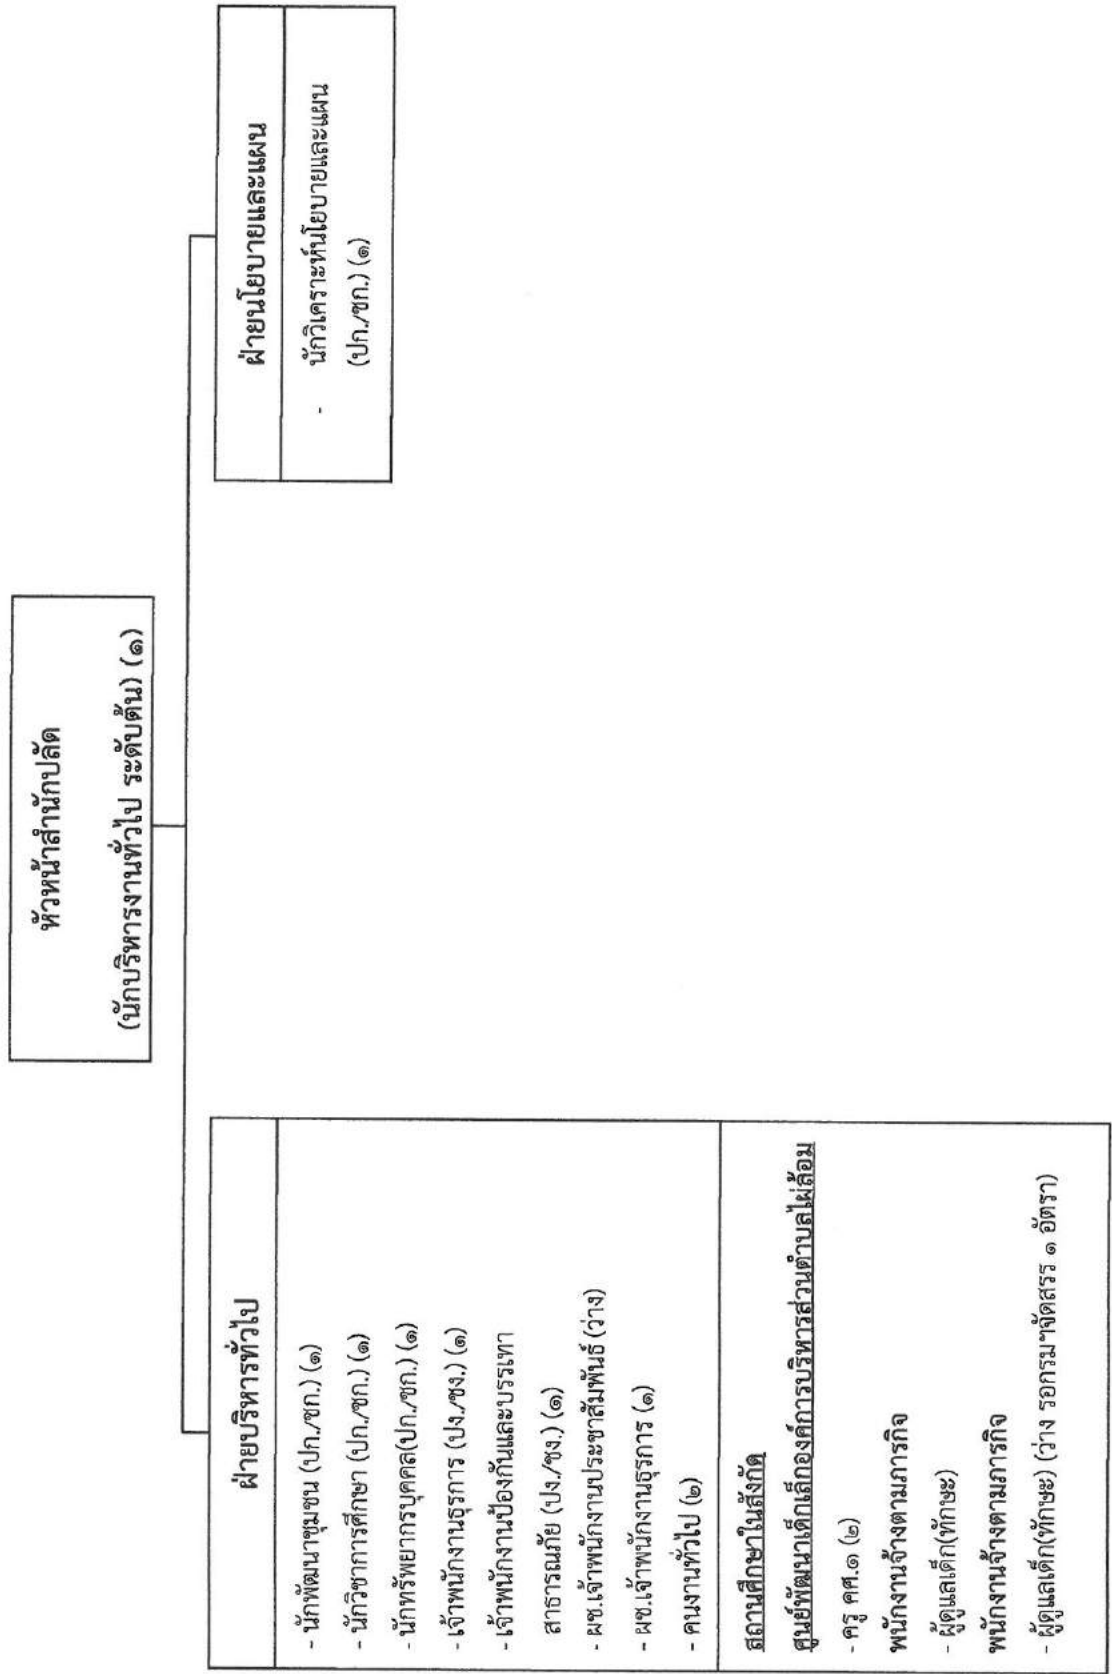 หัวหน้าสำนักปลัด
(นักบริหารงานทั่วไป ระดับต้น) (๑)
ฝ่ายบริหารทั่วไป
- นักพัฒนาชุมชน (ปก./ชก.) (๑)
- นักวิชาการศึกษา (ปก./ชก.) (๑)
- นักทรัพยากรบุคคล(ปก./ชก.) (๑)
- เจ้าพนักงานธุรการ (ปง./ชง.) (๑)
- เจ้าพนักงานป้องกันและบรรเทา
สาธารณภัย (ปง./ชง.) (๑)
- ผช.เจ้าพนักงานประชาสัมพันธ์ (ว่าง)
- ผช.เจ้าพนักงานธุรการ (๑)
- คนงานทั่วไป (๒)
สถานศึกษาในสังกัด
ศูนย์พัฒนาเด็กเล็กองค์การบริหารส่วนตำบลไผ่ล้อม
- ครู คศ.๑ (๒)
พนักงานจ้างตามภารกิจ
- ผู้ดูแลเด็ก(ทักษะ)
พนักงานจ้างตามภารกิจ
- ผู้ดูแลเด็ก(ทักษะ) (ว่าง รอกรมฯจัดสรร ๑ อัตรา)
ฝ่ายนโยบายและแผน
- นักวิเคราะห์นโยบายและแผน
(ปก./ชก.) (๑)